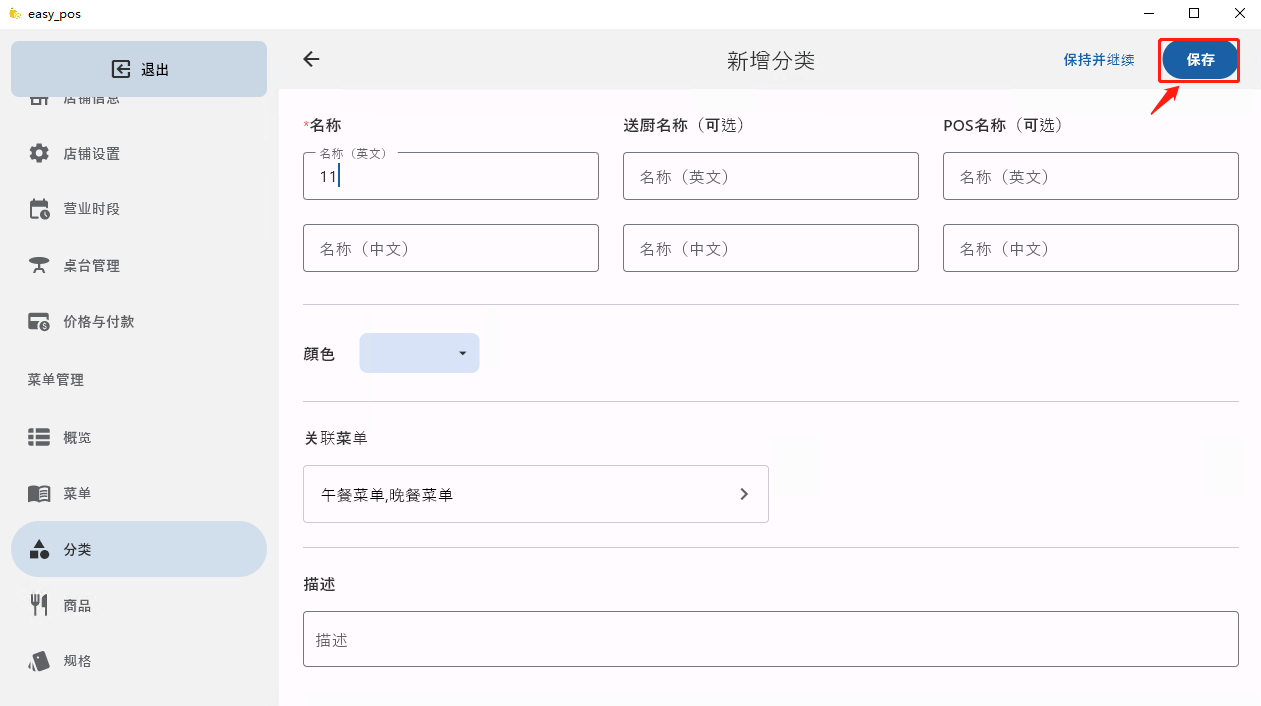 easy_pos
退出
店铺信息
店铺设置
营业时段
桌台管理
价格与付款
菜单管理
概览
菜单
分类
商品
规格
新增分类
保持并继续
保存
*名称
送厨名称（可选）
POS名称（可选）
名称（英文）
11
名称（英文）
名称（英文）
名称（中文）
名称（中文）
名称（中文）
颜色
关联菜单
午餐菜单,晚餐菜单
描述
描述